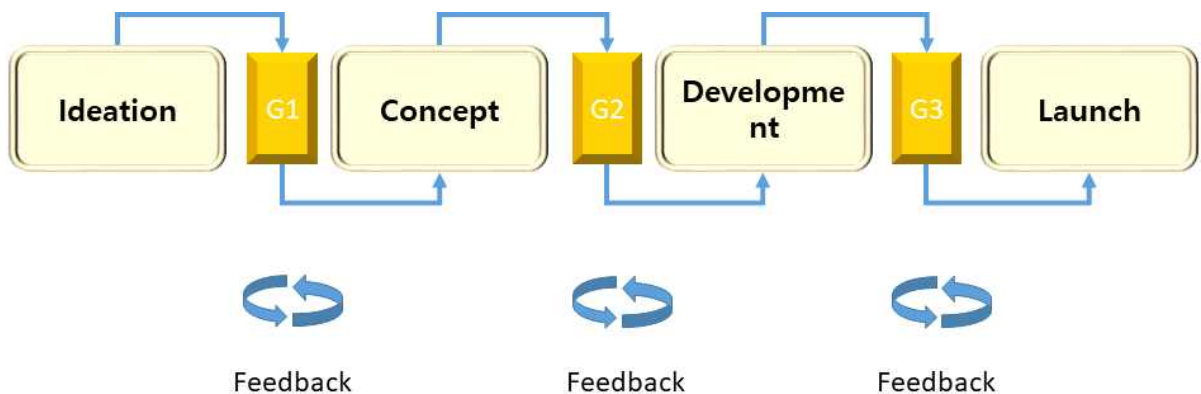 Ideation
G1
Concept
G2
Developme
nt
G3
Launch
Feedback
Feedback
Feedback